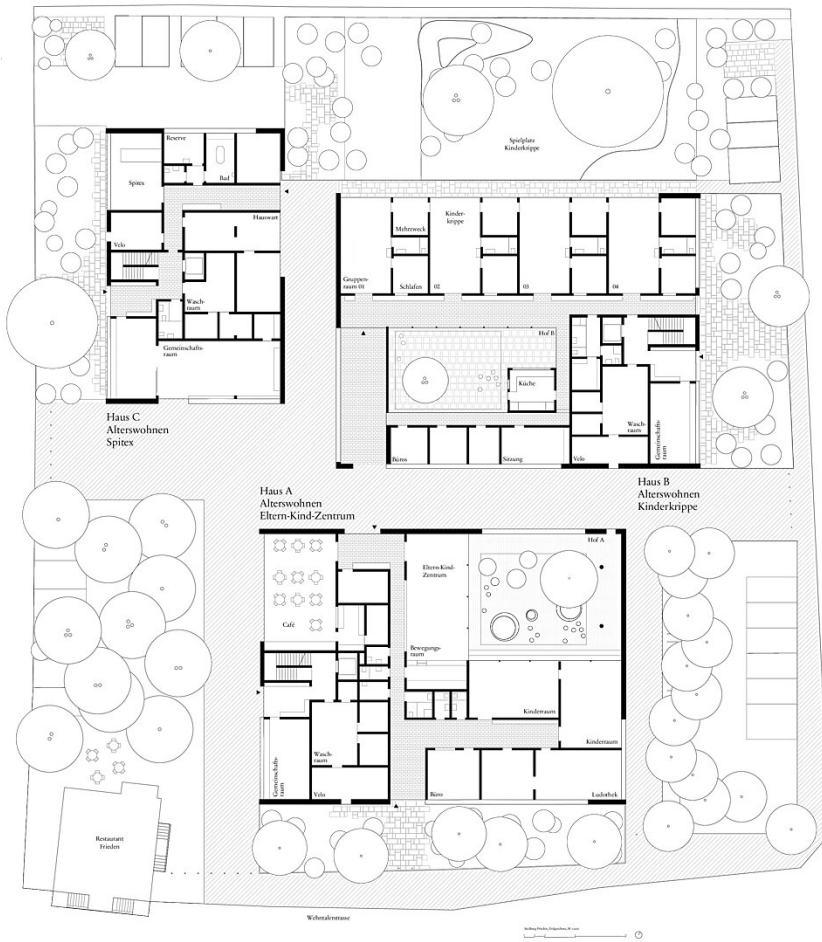 Spielplatz
Kinderkrippe
Reserve
Spitex
Bad
Hauswart
Velo
Wasch-
raum
Gemeinschafts-
raum
Haus C
Alterswohnen
Spitex
Mehrzweck
Kinder-
krippe
Gruppen-
raum 01
Schlafen
02
03
04
Hof B
Küche
Büros
Sitzung
Velo
Wasch-
raum
Gemeinschafts-
raum
Haus B
Alterswohnen
Kinderkrippe
Haus A
Alterswohnen
Eltern-Kind-Zentrum
Café
Eltern-Kind-
Zentrum
Hof A
Bewegungs-
raum
Kinderraum
Kinderraum
Wasch-
raum
Gemeinschafts-
raum
Velo
Büro
Ludothek
Restaurant
Frieden
Wehntalerstrasse